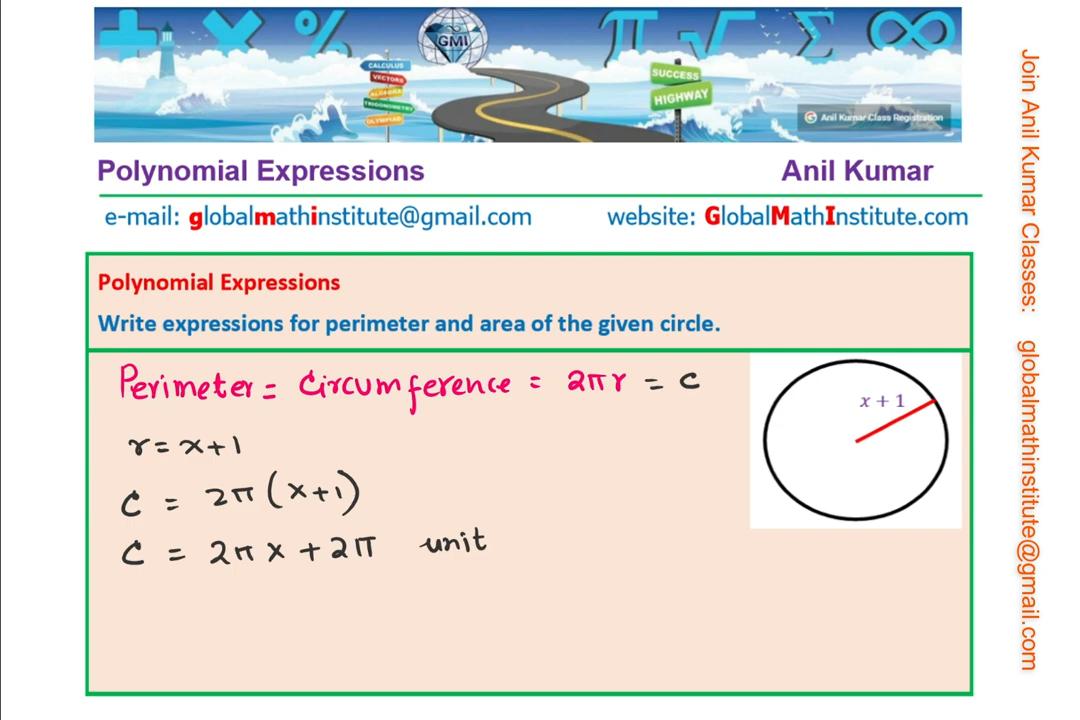 GMI
CALCULUS
VECTORS
ALGEBRA
TRIGONOMETRY
OLYMPIAD
SUCCESS
HIGHWAY
Anil Kumar Class Registration
Polynomial Expressions Anil Kumar
e-mail: globalmathinstitute@gmail.com website: GlobalMathInstitute.com
Polynomial Expressions
Write expressions for perimeter and area of the given circle.
Perimeter = Circumference = 2πr = C
x + 1
r = x + 1
C = 2π (x+1)
C = 2πx + 2π unit
Join Anil Kumar Classes: globalmathinstitute@gmail.com